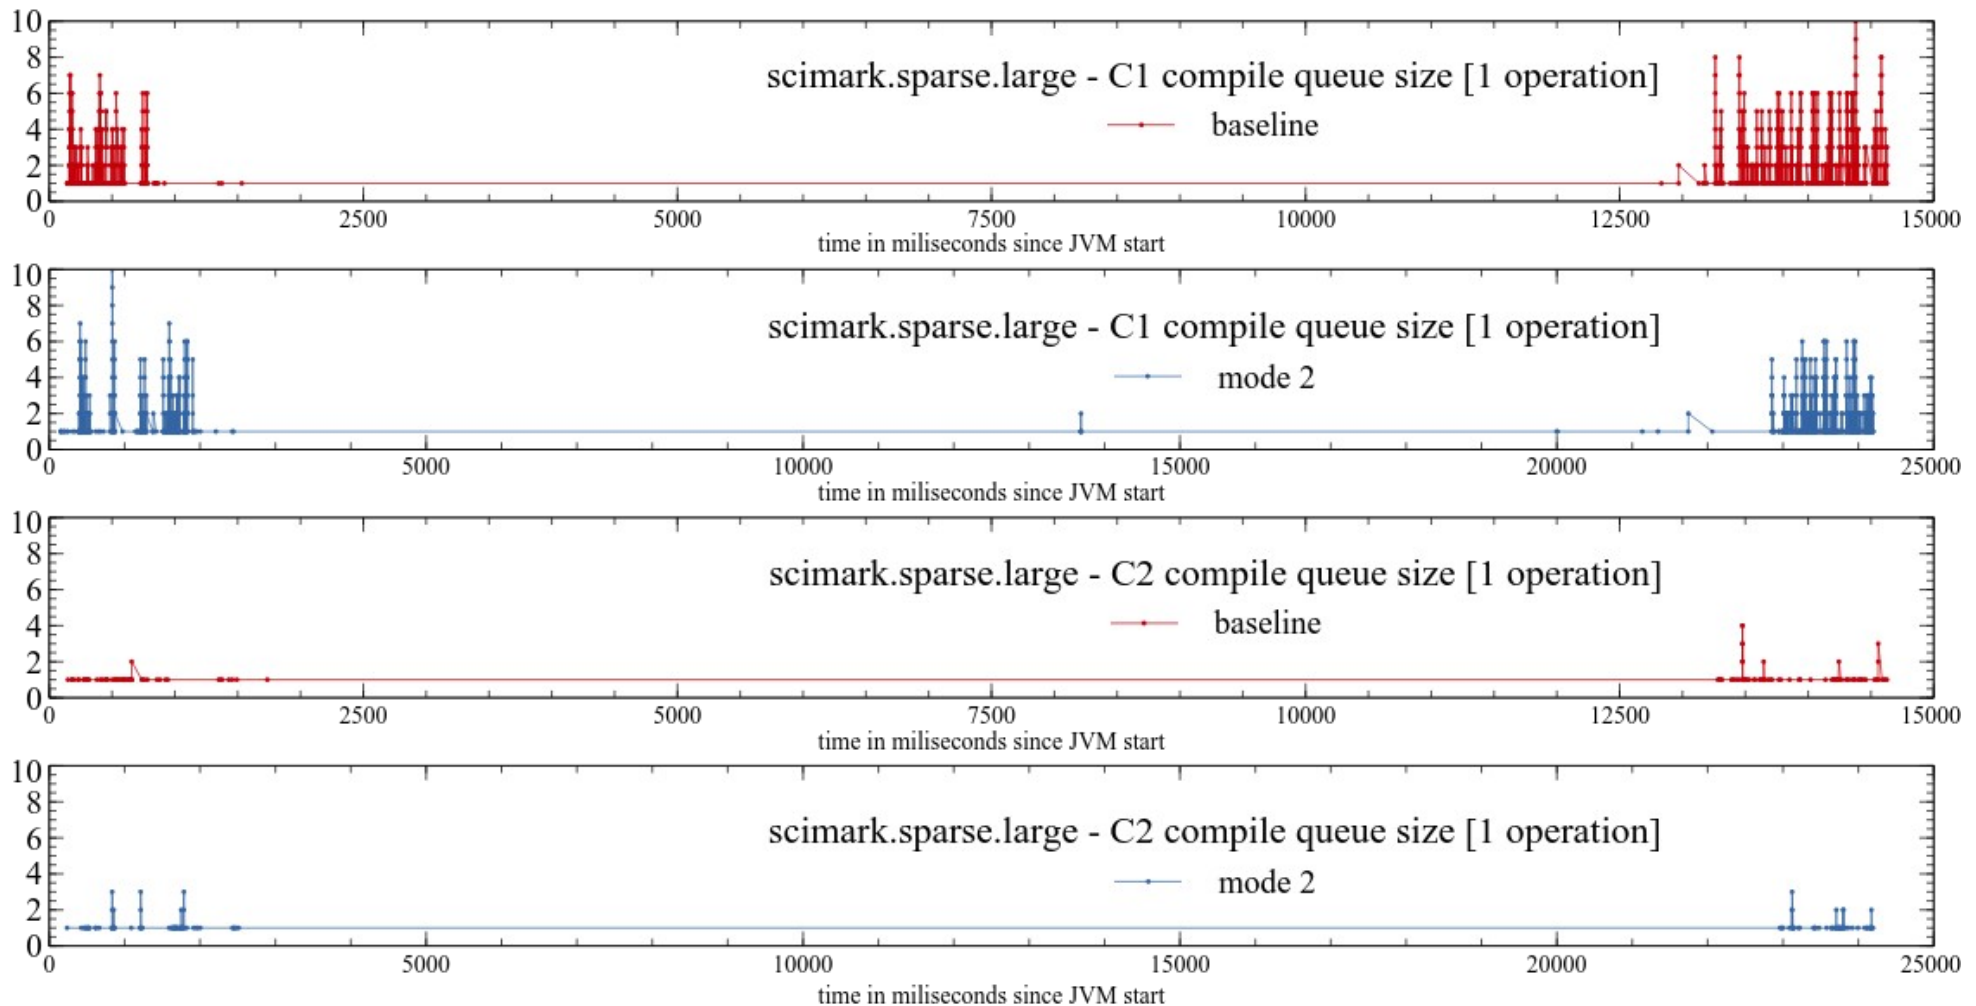 10
8
6
4
2
0
scimark.sparse.large - C1 compile queue size [1 operation]
baseline
0 2500 5000 7500 10000 12500 15000
time in miliseconds since JVM start
10
8
6
4
2
0
scimark.sparse.large - C1 compile queue size [1 operation]
mode 2
0 5000 10000 15000 20000 25000
time in miliseconds since JVM start
10
8
6
4
2
0
scimark.sparse.large - C2 compile queue size [1 operation]
baseline
0 2500 5000 7500 10000 12500 15000
time in miliseconds since JVM start
10
8
6
4
2
0
scimark.sparse.large - C2 compile queue size [1 operation]
mode 2
0 5000 10000 15000 20000 25000
time in miliseconds since JVM start